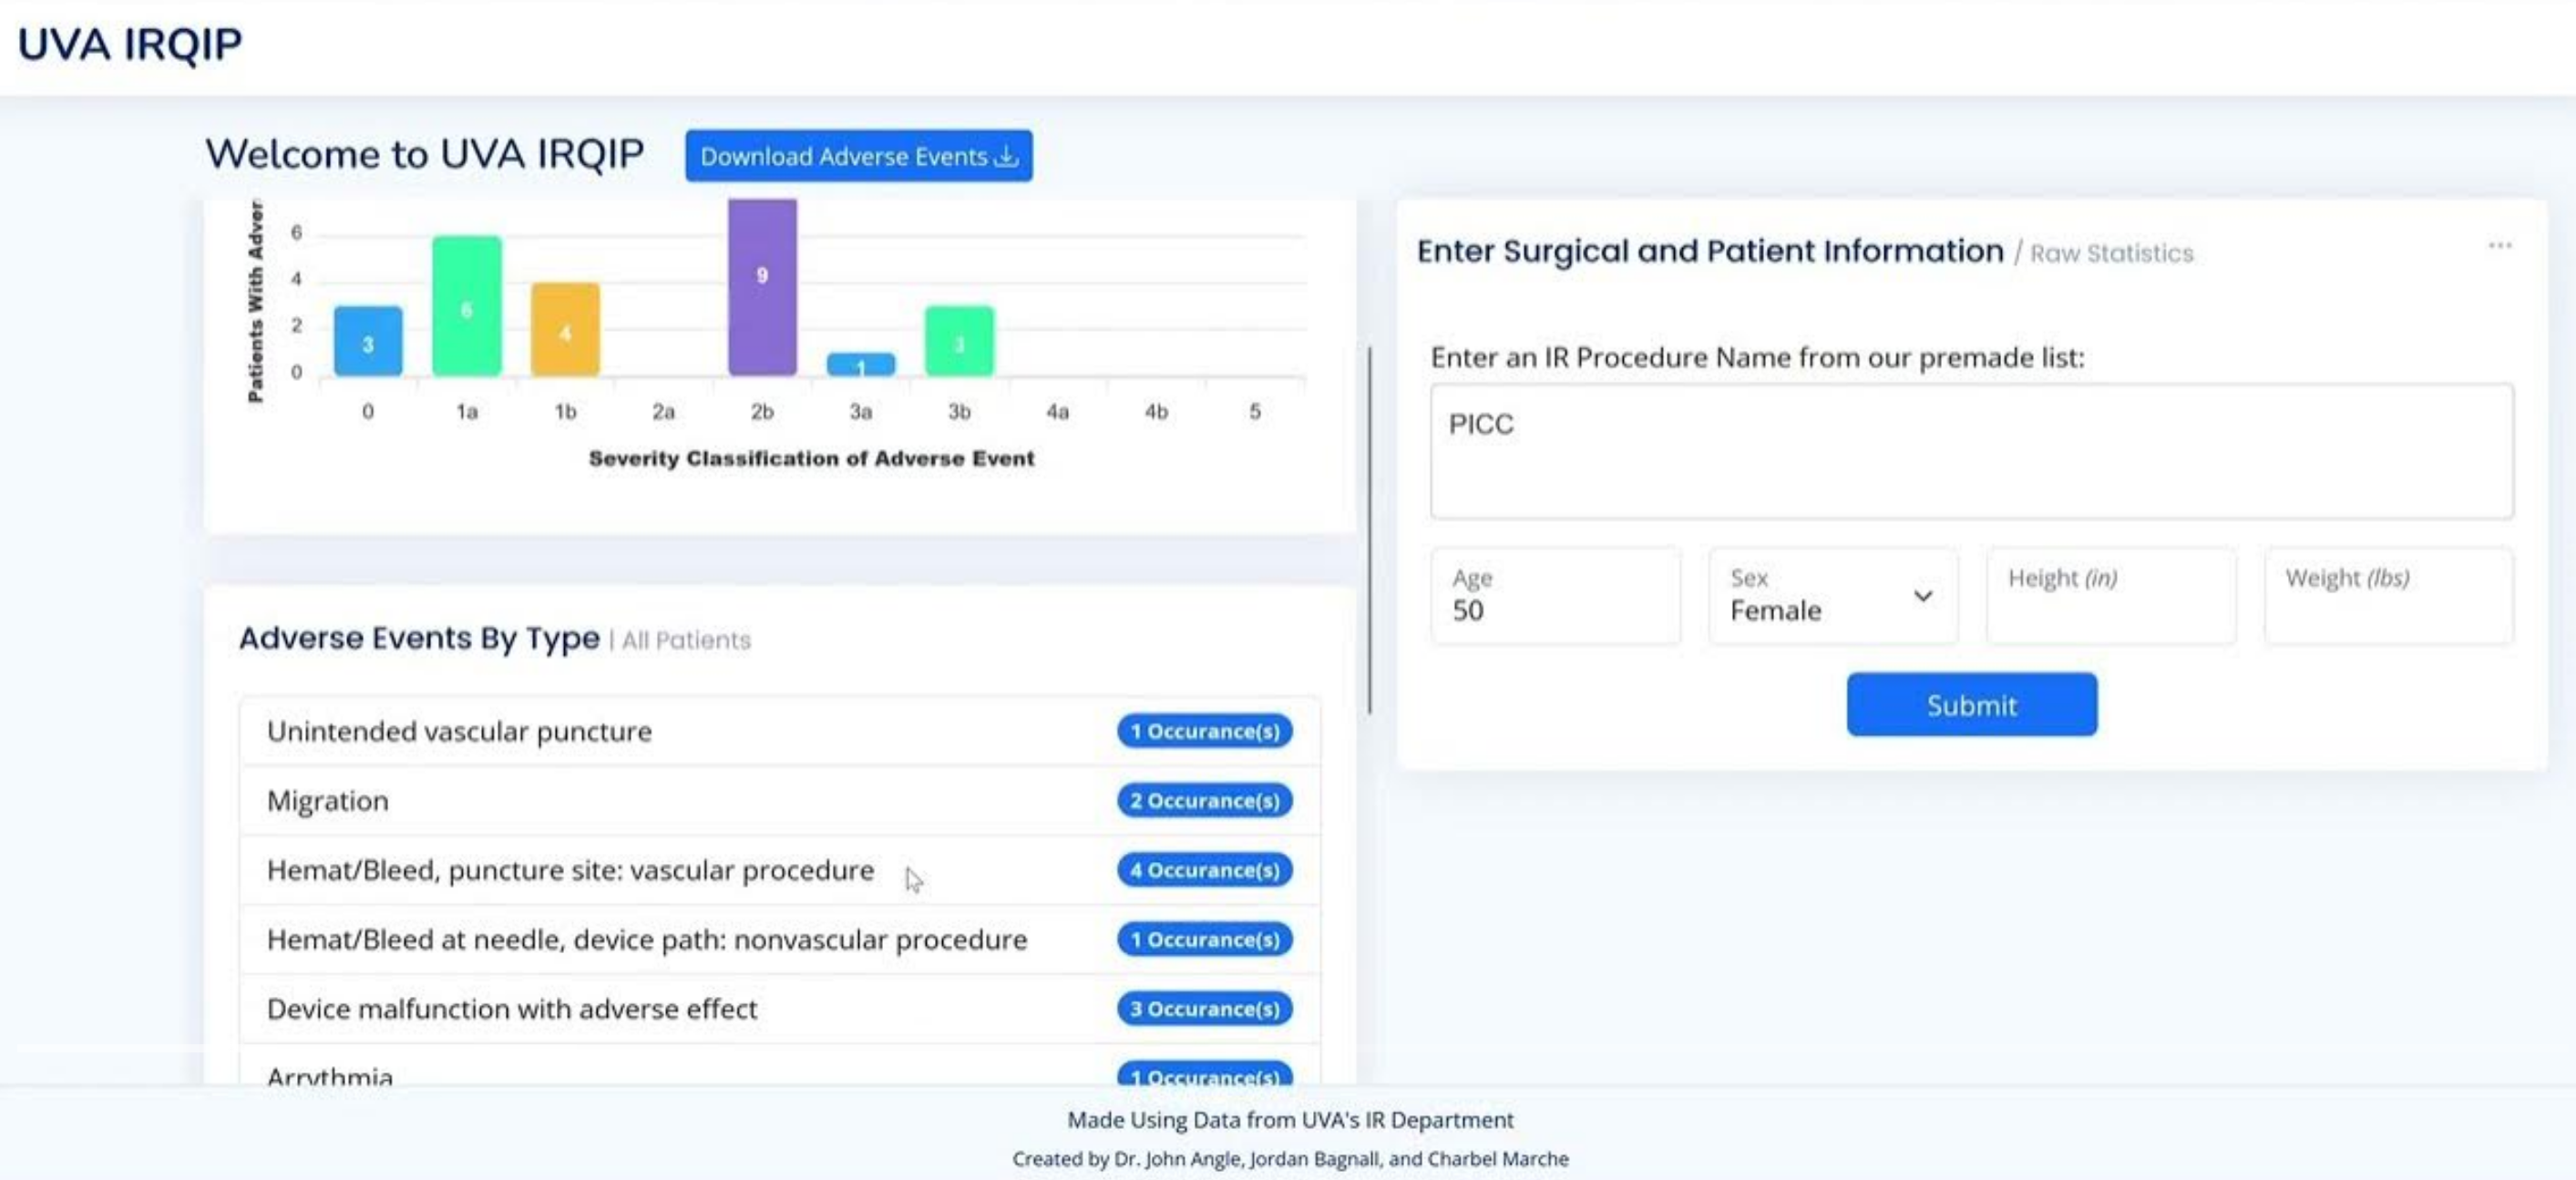 UVA IRQIP
Welcome to UVA IRQIP
Download Adverse Events
Patients With Adver
6
4
2
0
3
6
4
9
1
3
0 1a 1b 2a 2b 3a 3b 4a 4b 5
Severity Classification of Adverse Event
Adverse Events By Type | All Patients
Unintended vascular puncture 1 Occurance(s)
Migration 2 Occurance(s)
Hemat/Bleed, puncture site: vascular procedure 4 Occurance(s)
Hemat/Bleed at needle, device path: nonvascular procedure 1 Occurance(s)
Device malfunction with adverse effect 3 Occurance(s)
Arrythmia 1 Occurance(s)
Enter Surgical and Patient Information / Raw Statistics
...
Enter an IR Procedure Name from our premade list:
PICC
Age
50
Sex
Female
Height (in)
Weight (lbs)
Submit
Made Using Data from UVA's IR Department
Created by Dr. John Angle, Jordan Bagnall, and Charbel Marche